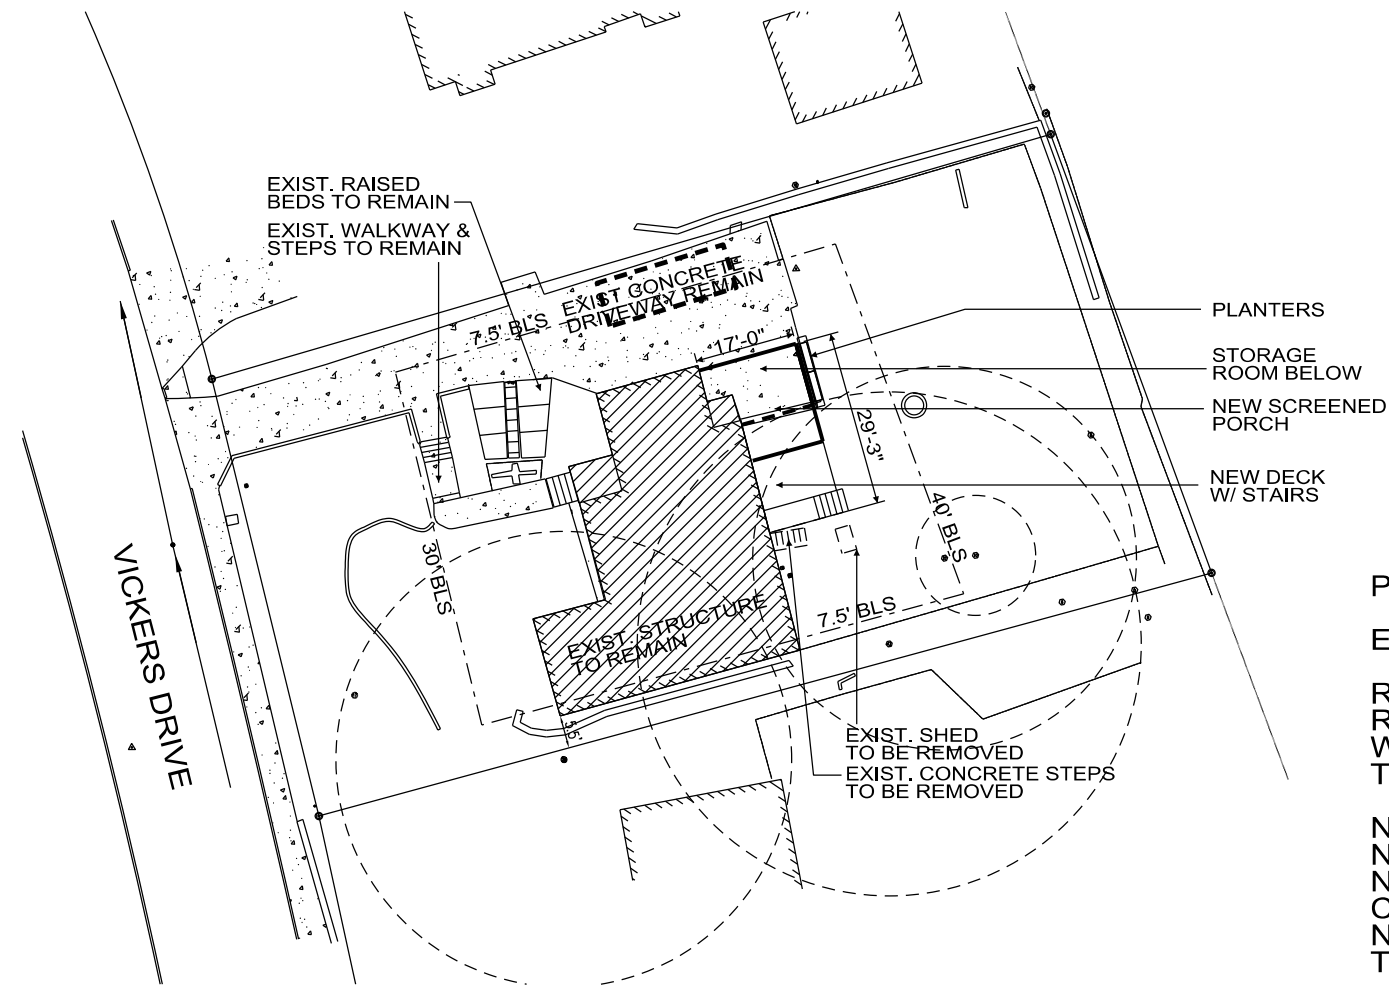 EXIST. RAISED
BEDS TO REMAIN
EXIST. WALKWAY &
STEPS TO REMAIN
EXIST CONCRETE
DRIVEWAY REMAIN
7.5' BLS
17'-0"
PLANTERS
STORAGE
ROOM BELOW
NEW SCREENED
PORCH
29'-3"
NEW DECK
W/ STAIRS
40' BLS
30' BLS
VICKERS DRIVE
7.5' BLS
EXIST. STRUCTURE
TO REMAIN
5.6'
EXIST. SHED
TO BE REMOVED
EXIST. CONCRETE STEPS
TO BE REMOVED
P
E
R
R
W
T
N
N
N
O
N
T